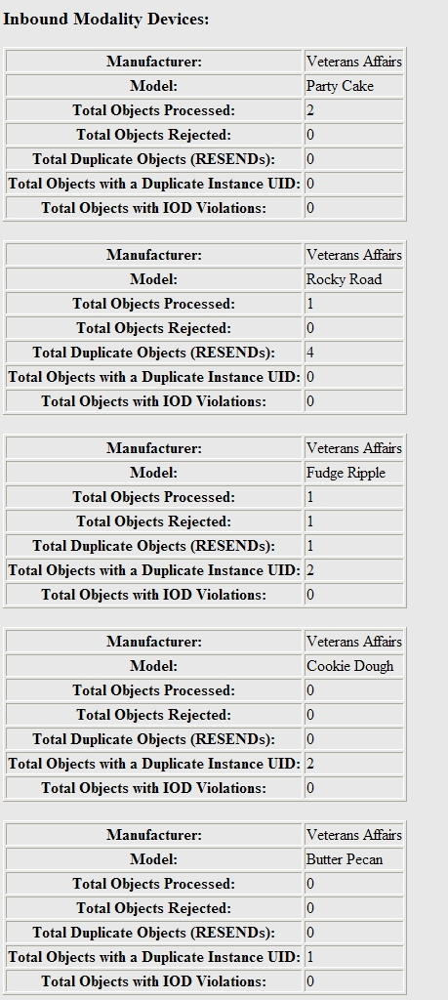 Inbound Modality Devices:
Manufacturer: Veterans Affairs
Model: Party Cake
Total Objects Processed: 2
Total Objects Rejected: 0
Total Duplicate Objects (RESENDs): 0
Total Objects with a Duplicate Instance UID: 0
Total Objects with IOD Violations: 0
Manufacturer: Veterans Affairs
Model: Rocky Road
Total Objects Processed: 1
Total Objects Rejected: 0
Total Duplicate Objects (RESENDs): 4
Total Objects with a Duplicate Instance UID: 0
Total Objects with IOD Violations: 0
Manufacturer: Veterans Affairs
Model: Fudge Ripple
Total Objects Processed: 1
Total Objects Rejected: 1
Total Duplicate Objects (RESENDs): 1
Total Objects with a Duplicate Instance UID: 2
Total Objects with IOD Violations: 0
Manufacturer: Veterans Affairs
Model: Cookie Dough
Total Objects Processed: 0
Total Objects Rejected: 0
Total Duplicate Objects (RESENDs): 0
Total Objects with a Duplicate Instance UID: 2
Total Objects with IOD Violations: 0
Manufacturer: Veterans Affairs
Model: Butter Pecan
Total Objects Processed: 0
Total Objects Rejected: 0
Total Duplicate Objects (RESENDs): 0
Total Objects with a Duplicate Instance UID: 1
Total Objects with IOD Violations: 0